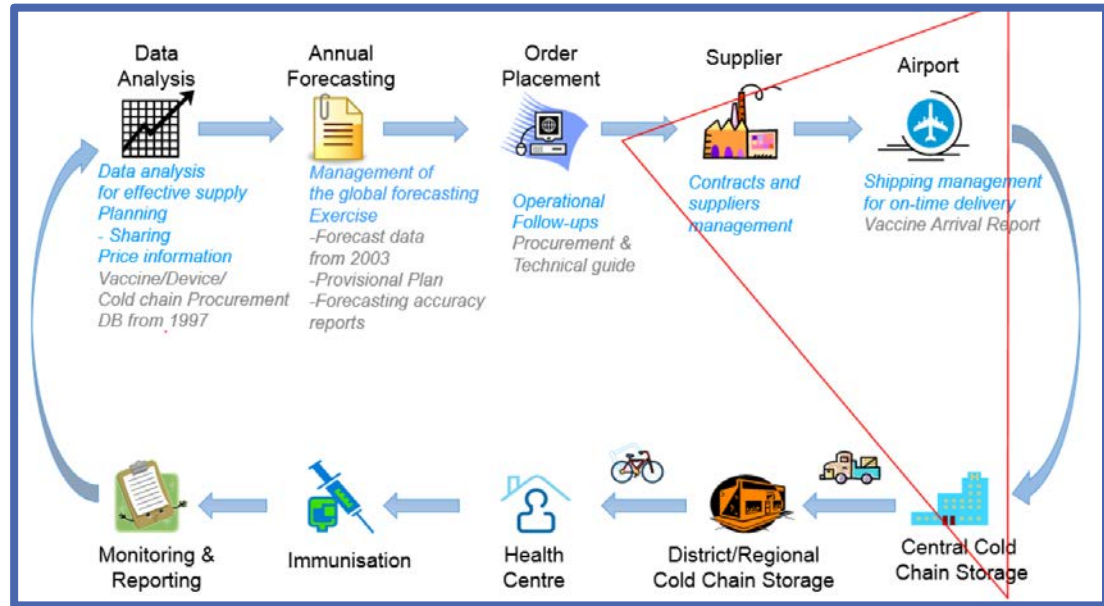 Data
Analysis
Annual
Forecasting
Order
Placement
Supplier
Airport
Data analysis
for effective supply
Planning
- Sharing
Price information
Vaccine/Device/
Cold chain Procurement
DB from 1997
Management of
the global forecasting
Exercise
-Forecast data
from 2003
-Provisional Plan
-Forecasting accuracy
reports
Operational
Follow-ups
Procurement &
Technical guide
Contracts and
suppliers
management
Shipping management
for on-time delivery
Vaccine Arrival Report
Monitoring &
Reporting
Immunisation
Health
Centre
District/Regional
Cold Chain Storage
Central Cold
Chain Storage